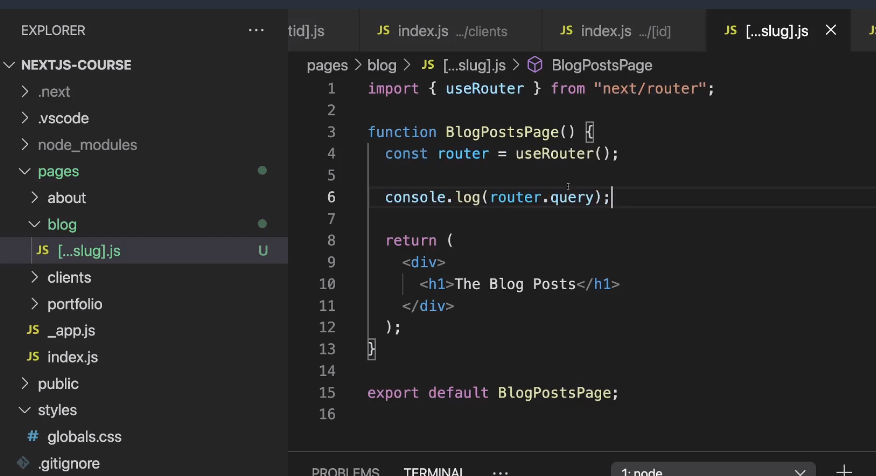 EXPLORER ...
NEXTJS-COURSE
.next
.vscode
node_modules
pages
about
blog
JS [...slug].js U
clients
portfolio
JS _app.js
JS index.js
public
styles
# globals.css
.gitignore
tid].js JS index.js .../clients JS index.js .../[id] JS [...slug].js × JS
pages > blog > JS [...slug].js > BlogPostsPage
1 import { useRouter } from "next/router";
2
3 function BlogPostsPage() {
4 const router = useRouter();
5
6 console.log(router.query);
7
8 return (
9 <div>
10 <h1>The Blog Posts</h1>
11 </div>
12 );
13 }
14
15 export default BlogPostsPage;
16
PROBLEMS TERMINAL ... 1: node +